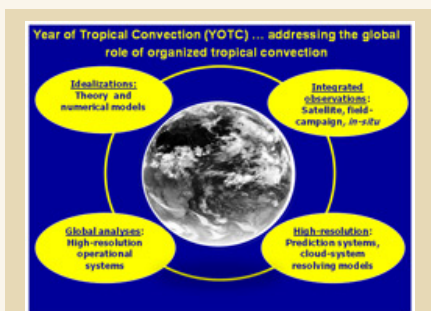 Year of Tropical Convection (YOTC) ... addressing the global
role of organized tropical convection
Idealizations:
Theory and
numerical models
Integrated
observations:
Satellite, field-
campaign, in-situ
Global analyses:
High-resolution
operational
systems
High-resolution:
Prediction systems,
cloud-system
resolving models